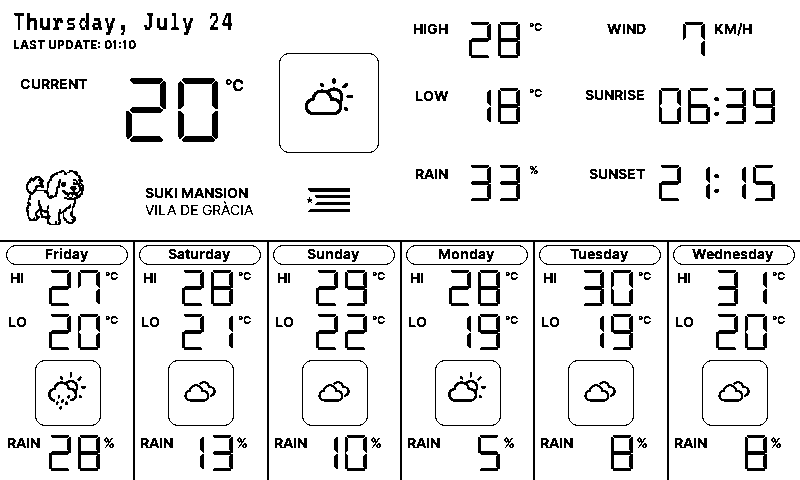 Thursday, July 24
LAST UPDATE: 01:10
CURRENT 20 °C
HIGH 28 °C
LOW 18 °C
RAIN 33 %
WIND 7 KM/H
SUNRISE 06:39
SUNSET 21:15
SUKI MANSION
VILA DE GRÀCIA
Friday
HI 27 °C
LO 20 °C
RAIN 28 %
Saturday
HI 28 °C
LO 21 °C
RAIN 13 %
Sunday
HI 29 °C
LO 22 °C
RAIN 10 %
Monday
HI 28 °C
LO 19 °C
RAIN 5 %
Tuesday
HI 30 °C
LO 19 °C
RAIN 8 %
Wednesday
HI 31 °C
LO 20 °C
RAIN 8 %